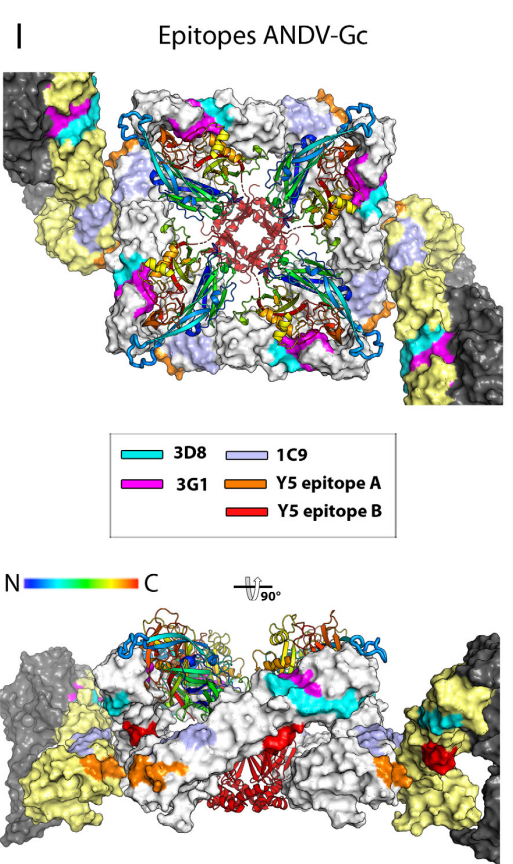 I
Epitopes ANDV-Gc
3D8
1C9
3G1
Y5 epitope A
Y5 epitope B
N
C
90°